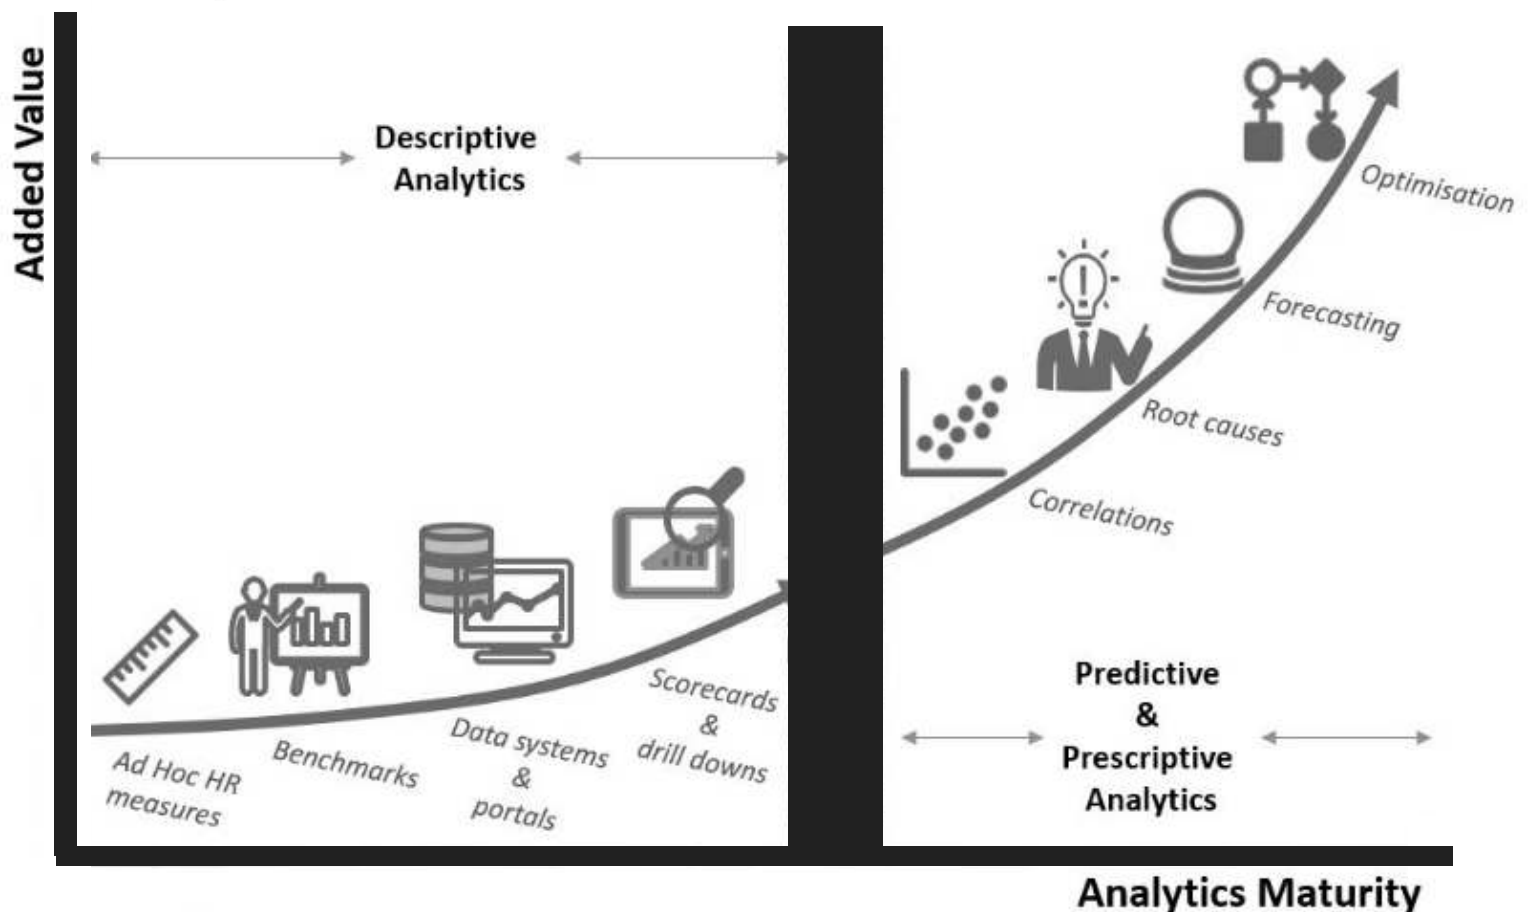 Added Value
Descriptive
Analytics
Optimisation
Forecasting
Root causes
Correlations
Ad Hoc HR
measures
Benchmarks
Data systems
&
portals
Scorecards
&
drill downs
Predictive
&
Prescriptive
Analytics
Analytics Maturity